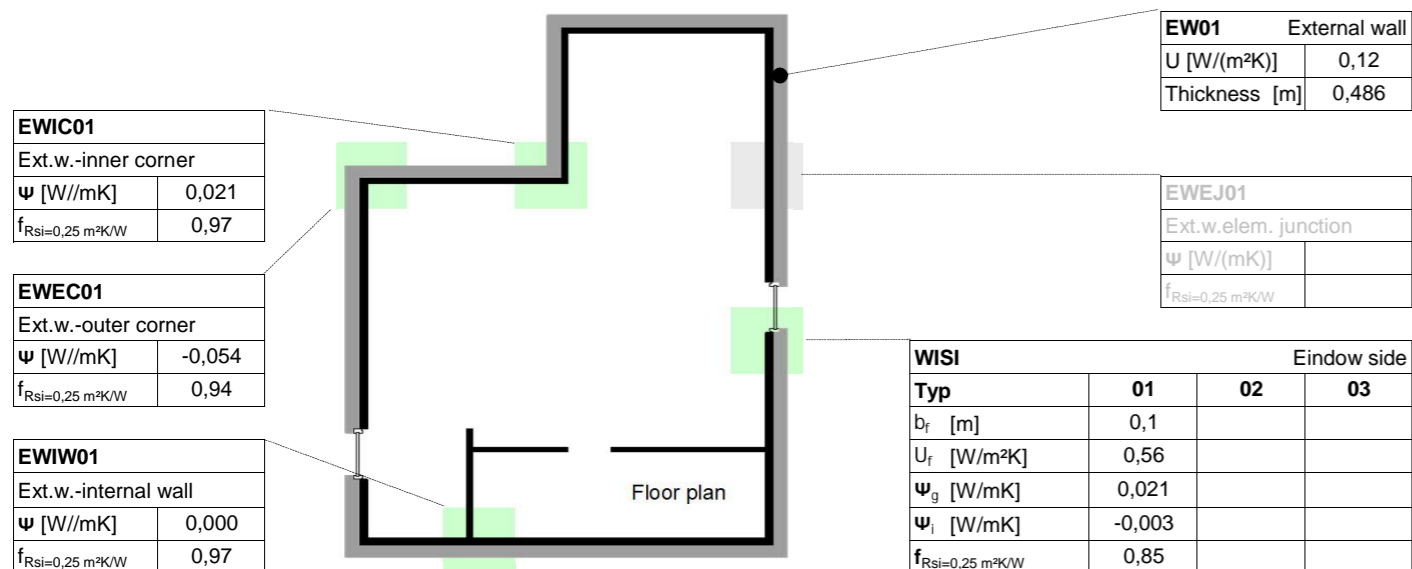 EW01 External wall
U [W/(m²K)] 0,12
Thickness [m] 0,486
EWIC01
Ext.w.-inner corner
Ψ [W//mK] 0,021
fRsi=0,25 m²K/W 0,97
EWEJ01
Ext.w.elem. junction
Ψ [W/(mK)]
fRsi=0,25 m²K/W
EWEC01
Ext.w.-outer corner
Ψ [W//mK] -0,054
fRsi=0,25 m²K/W 0,94
WISI Eindow side
Typ 01 02 03
bf [m] 0,1
Uf [W/m²K] 0,56
Ψg [W/mK] 0,021
Ψi [W/mK] -0,003
fRsi=0,25 m²K/W 0,85
EWIW01
Ext.w.-internal wall
Ψ [W//mK] 0,000
fRsi=0,25 m²K/W 0,97
Floor plan